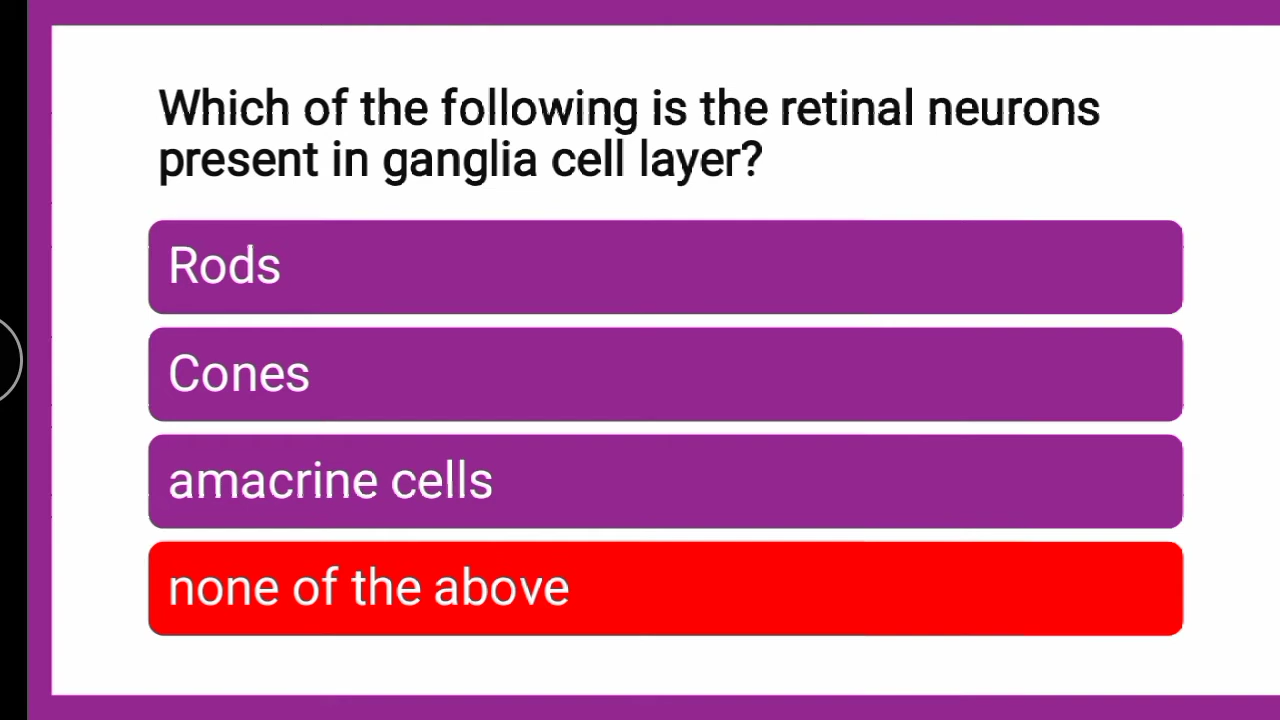 Which of the following is the retinal neurons
present in ganglia cell layer?
Rods
Cones
amacrine cells
none of the above